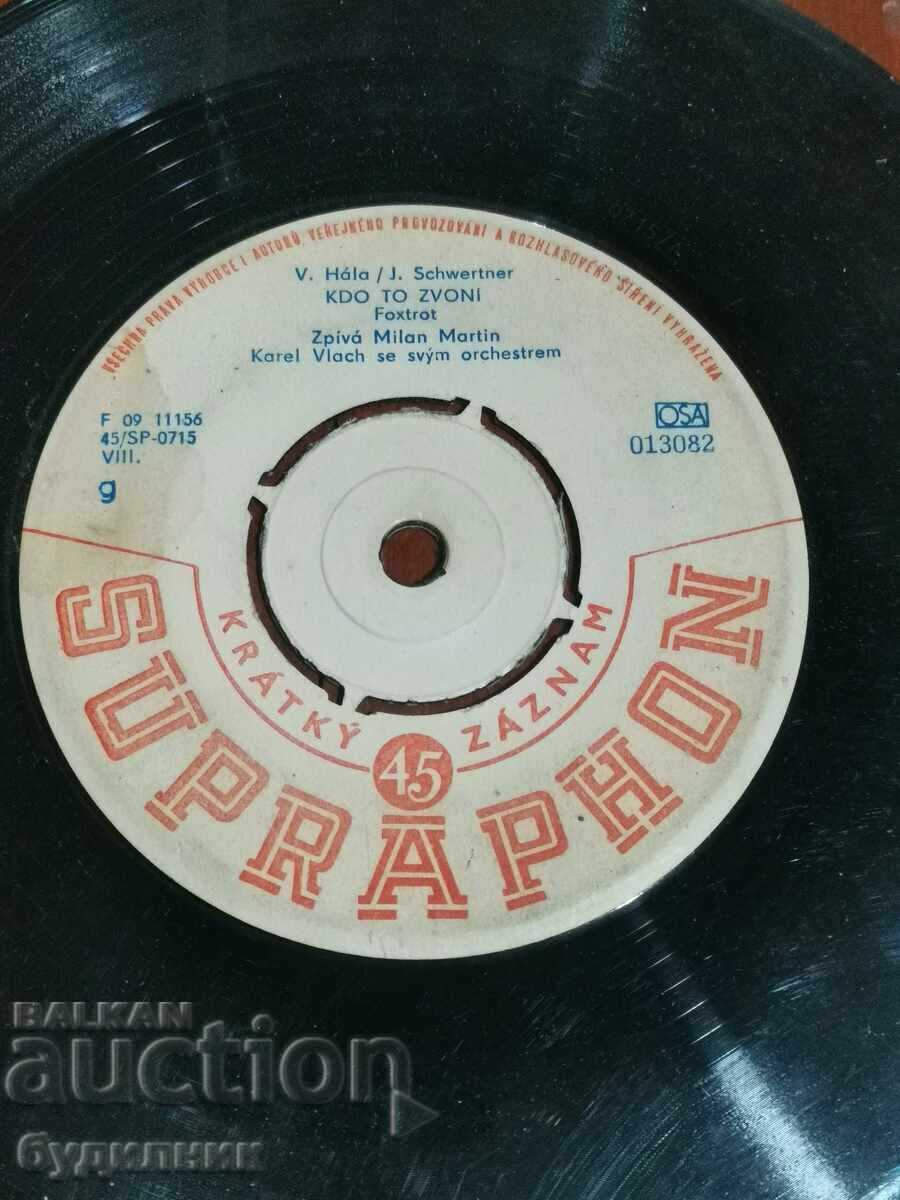 VŠECHNA PRÁVA VÝROBCE I AUTORŮ, VEŘEJNÉHO PROVOZOVÁNÍ A ROZHLASOVÉHO ŠÍŘENÍ VYHRAŽENA
V. Hála / J. Schwertner
KDO TO ZVONÍ
Foxtrot
Zpívá Milan Martin
Karel Vlach se svým orchestrem
F 09 11156
45/SP-0715
VIII.
g
OSA
013082
KRÁTKÝ ZÁZNAM
45
SUPRAPHON
BALKAN
auction
будилник